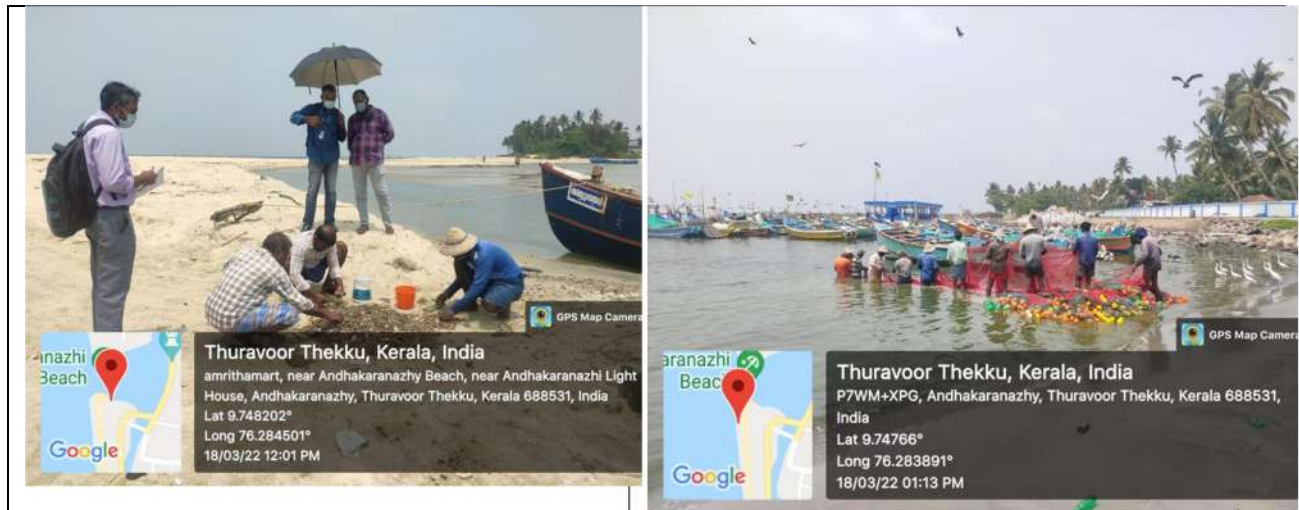 GPS Map Camera
inazhi
Beach
Google
Thuravoor Thekku, Kerala, India
amrithamart, near Andhakaranazhy Beach, near Andhakaranazhi Light
House, Andhakaranazhy, Thuravoor Thekku, Kerala 688531, India
Lat 9.748202°
Long 76.284501°
18/03/22 12:01 PM
GPS Map Camera
aranazhi
Beac
Google
Thuravoor Thekku, Kerala, India
P7WM+XPG, Andhakaranazhy, Thuravoor Thekku, Kerala 688531,
India
Lat 9.74766°
Long 76.283891°
18/03/22 01:13 PM